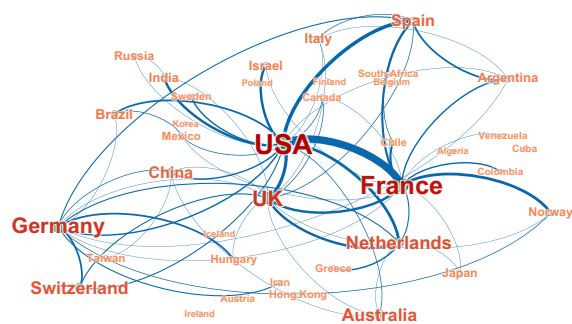 Spain
Italy
Russia
Israel
India
South Africa
Argentina
Poland
Finland
Belgium
Sweden
Canada
Brazil
Korea
Mexico
Venezuela
USA
Chile
Cuba
Algeria
China
Colombia
France
UK
Norway
Germany
Iceland
Netherlands
Taiwan
Hungary
Greece
Japan
Iran
Switzerland
Hong Kong
Austria
Ireland
Australia